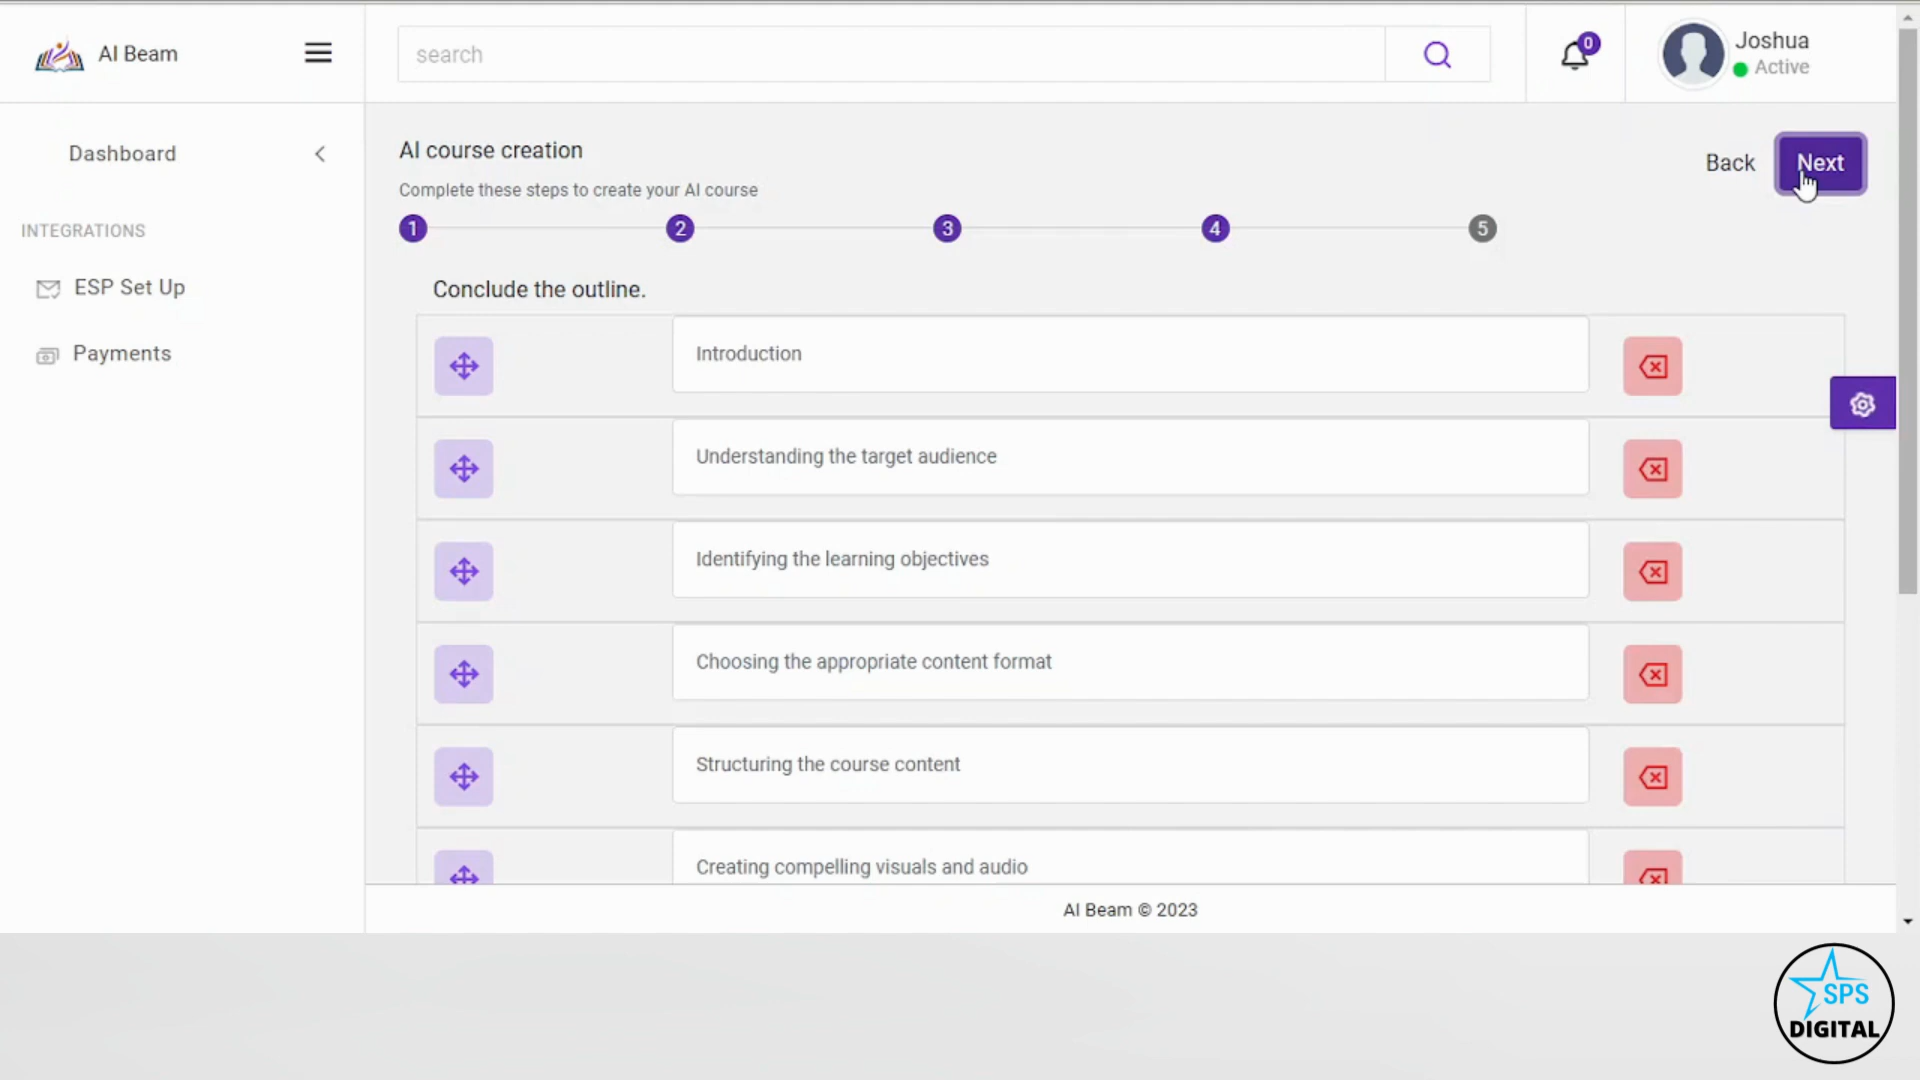 AI Beam
search
0
Joshua
Active
Dashboard
AI course creation
Back
Next
Complete these steps to create your AI course
1
2
3
4
5
INTEGRATIONS
ESP Set Up
Payments
Conclude the outline.
Introduction
Understanding the target audience
Identifying the learning objectives
Choosing the appropriate content format
Structuring the course content
Creating compelling visuals and audio
AI Beam © 2023
SPS
DIGITAL